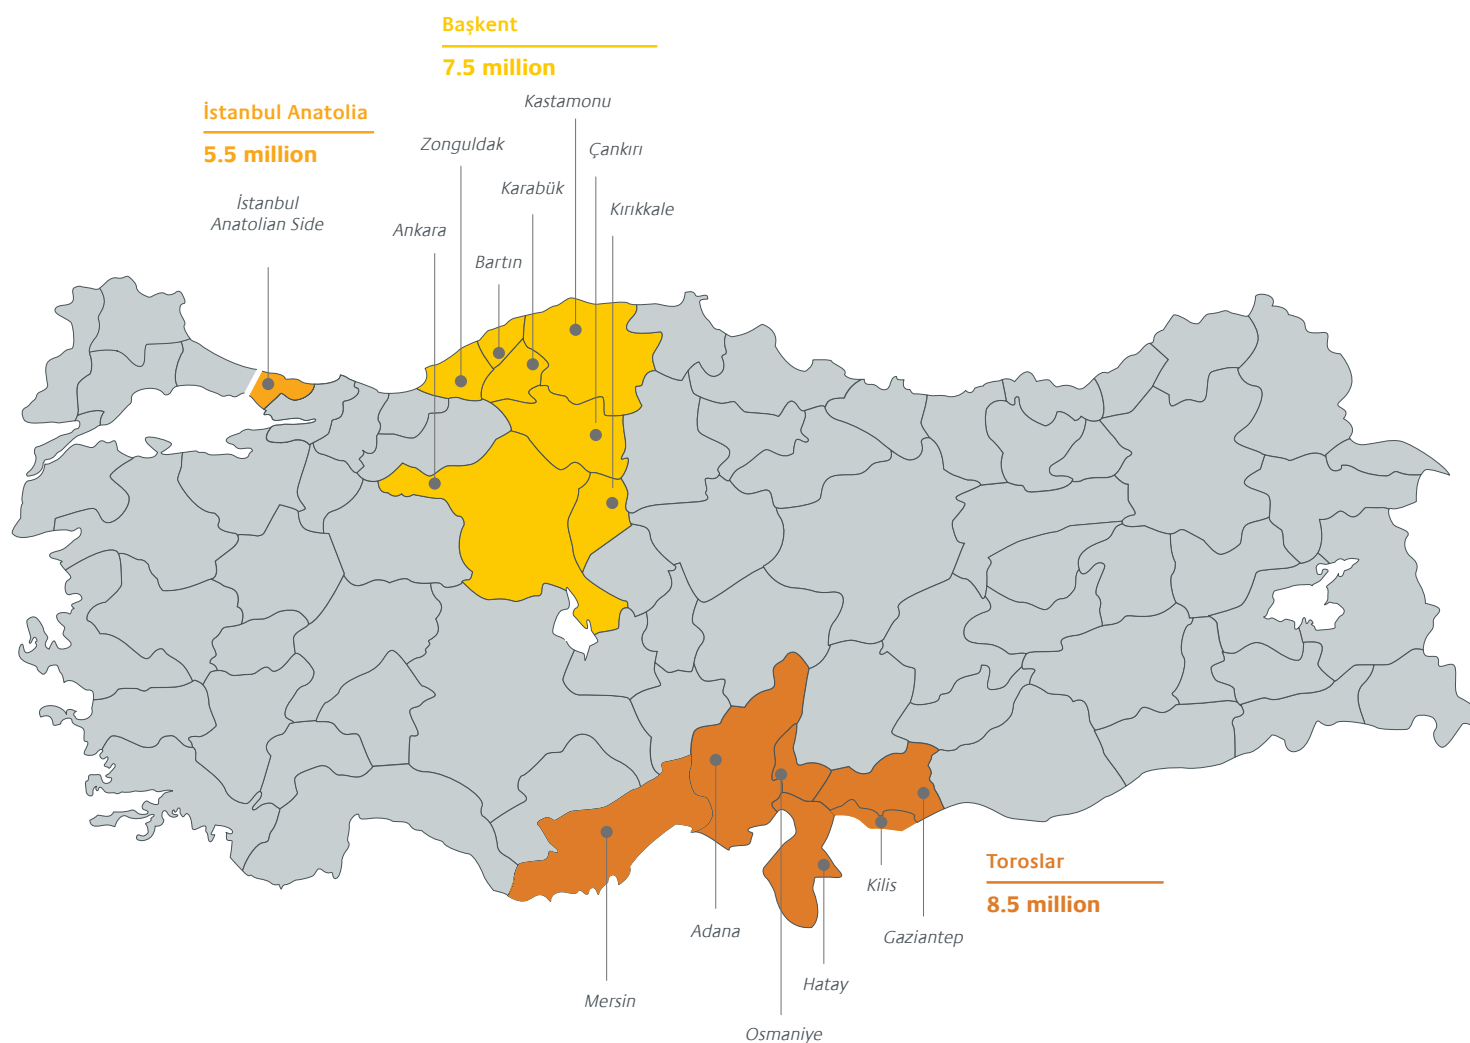 Başkent
7.5 million
Kastamonu
İstanbul Anatolia
5.5 million
Zonguldak
Çankırı
Karabük
İstanbul
Anatolian Side
Kırıkkale
Ankara
Bartın
Toroslar
8.5 million
Kilis
Adana
Gaziantep
Hatay
Mersin
Osmaniye